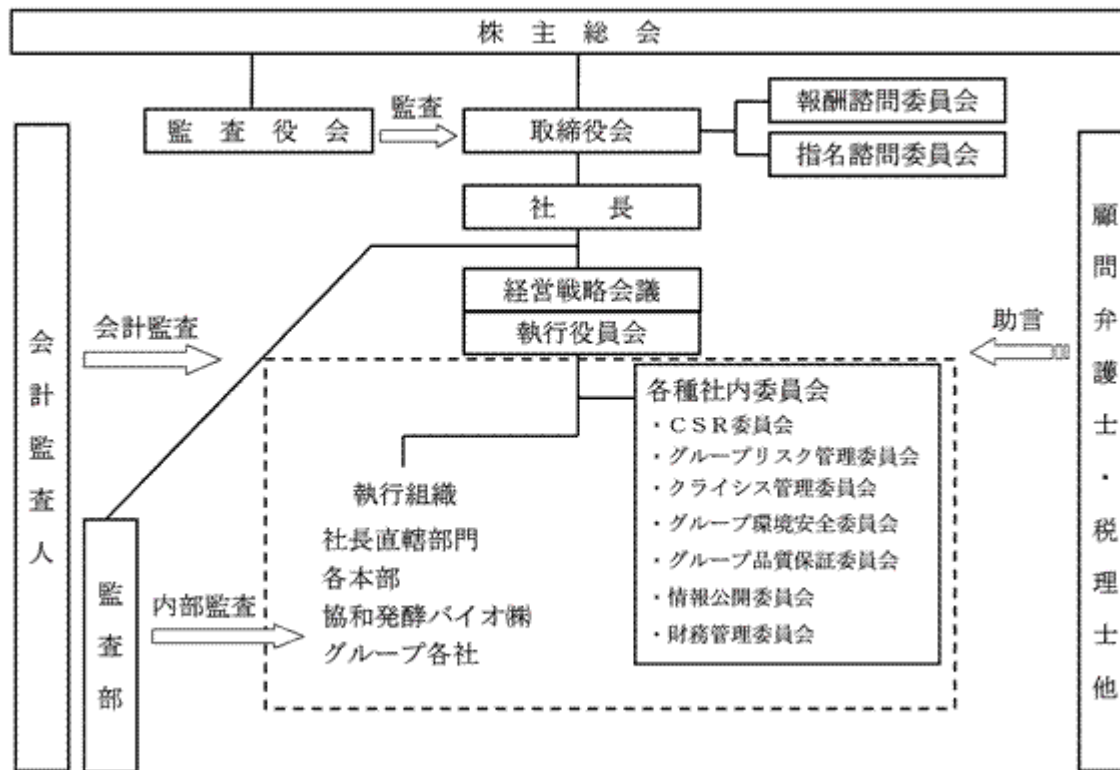 株主総会
監査役会
監査
取締役会
報酬諮問委員会
指名諮問委員会
社長
経営戦略会議
執行役員会
会計監査人
会計監査
監査部
内部監査
執行組織
社長直轄部門
各本部
協和発酵バイオ㈱
グループ各社
各種社内委員会
・CSR委員会
・グループリスク管理委員会
・クライシス管理委員会
・グループ環境安全委員会
・グループ品質保証委員会
・情報公開委員会
・財務管理委員会
助言
顧問弁護士・税理士他